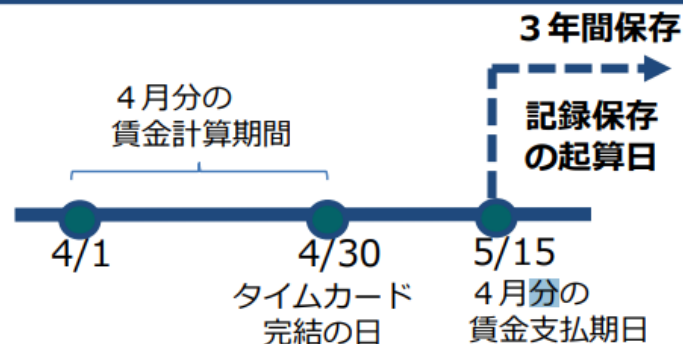 ３年間保存
４月分の
賃金計算期間
記録保存
の起算日
4/1
4/30
5/15
タイムカード
完結の日
４月分の
賃金支払期日